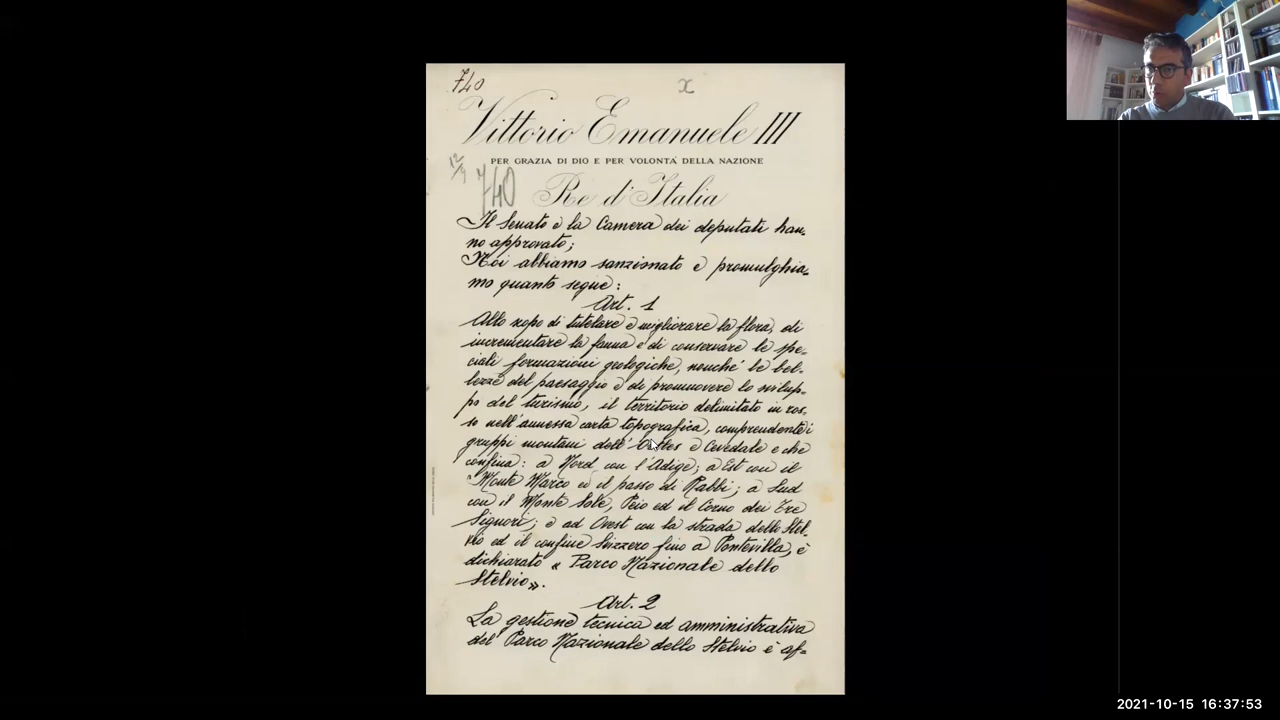 740
x
Vittorio Emanuele III
PER GRAZIA DI DIO E PER VOLONTÀ DELLA NAZIONE
12/9
740
Re d'Italia
Il Senato e la Camera dei deputati han-
no approvato;
Noi abbiamo sanzionato e promulghia-
mo quanto segue:
Art. 1
Allo scopo di tutelare e migliorare la flora, di
incrementare la fauna e di conservare le spe-
ciali formazioni geologiche, nonché le bel-
lezze del paesaggio e di promuovere lo svilup-
po del turismo, il territorio delimitato in ros-
so nell'annessa carta topografica, comprendente i
gruppi montani dell'Ortles e Cevedale e che
confina: a Nord con l'Adige; a Est con il
Monte Marco ed il passo di Rabbi; a Sud
con il Monte Sole, Peio ed il Corno dei Tre
Signori; e ad Ovest con la strada dello Stel-
vio ed il confine Svizzero fino a Pontevilla, è
dichiarato « Parco Nazionale dello
Stelvio».
Art. 2
La gestione tecnica ed amministrativa
del Parco Nazionale dello Stelvio è af-
2021-10-15 16:37:53